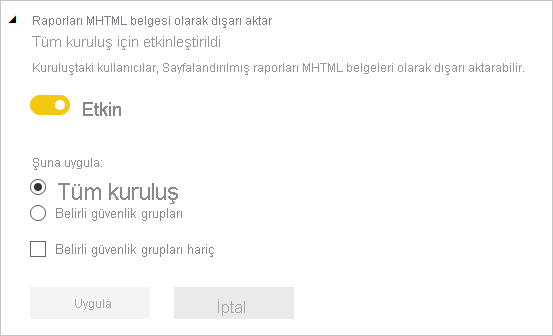 Raporları MHTML belgesi olarak dışarı aktar
Tüm kuruluş için etkinleştirildi
Kuruluştaki kullanıcılar, Sayfalandırılmış raporları MHTML belgeleri olarak dışarı aktarabilir.
Etkin
Şuna uygula:
Tüm kuruluş
Belirli güvenlik grupları
Belirli güvenlik grupları hariç
Uygula
İptal